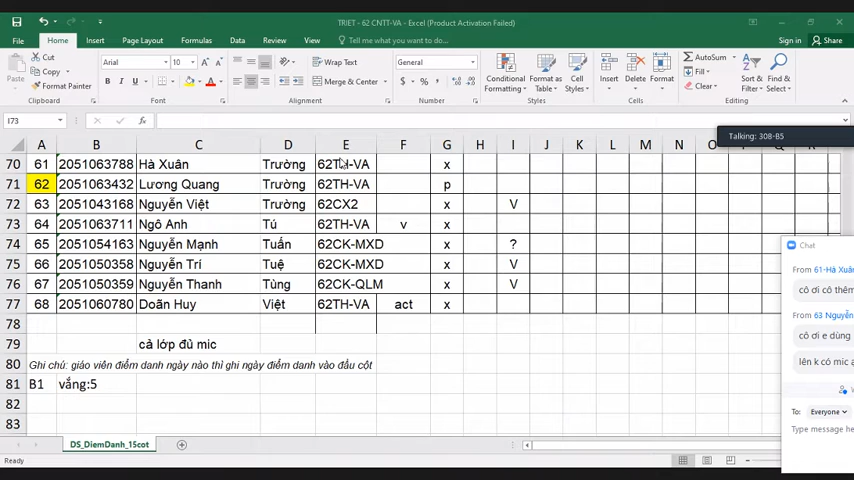 TRIET - 62 CNTT-VA - Excel (Product Activation Failed)
File Home Insert Page Layout Formulas Data Review View Tell me what you want to do... Sign in Share
Cut
Copy
Format Painter
Paste
Clipboard
Arial 10
B I U
Font
Wrap Text
Merge & Center
Alignment
General
$ % ,
Number
Conditional Formatting
Format as Table
Cell Styles
Styles
Insert Delete Format
Cells
AutoSum
Fill
Clear
Sort & Filter
Find & Select
Editing
I73 fx
Talking: 308-B5
A B C D E F G H I J K L M N O P Q R
70 61 2051063788 Hà Xuân Trường 62TH-VA x
71 62 2051063432 Lương Quang Trường 62TH-VA p
72 63 2051043168 Nguyễn Việt Trường 62CX2 x V
73 64 2051063711 Ngô Anh Tú 62TH-VA v x
74 65 2051054163 Nguyễn Mạnh Tuấn 62CK-MXD x ?
75 66 2051050358 Nguyễn Trí Tuệ 62CK-MXD x V
76 67 2051050359 Nguyễn Thanh Tùng 62CK-QLM x V
77 68 2051060780 Doãn Huy Việt 62TH-VA act x
78
79 cả lớp đủ mic
80 Ghi chú: giáo viên điểm danh ngày nào thì ghi ngày điểm danh vào đầu cột
81 B1 vắng:5
82
83
Chat
From 61-Hà Xuân
cô ơi cô thêm
From 63 Nguyễn
cô ơi e dùng
lên k có mic ạ
To: Everyone
Type message he
DS_DiemDanh_15cot
Ready